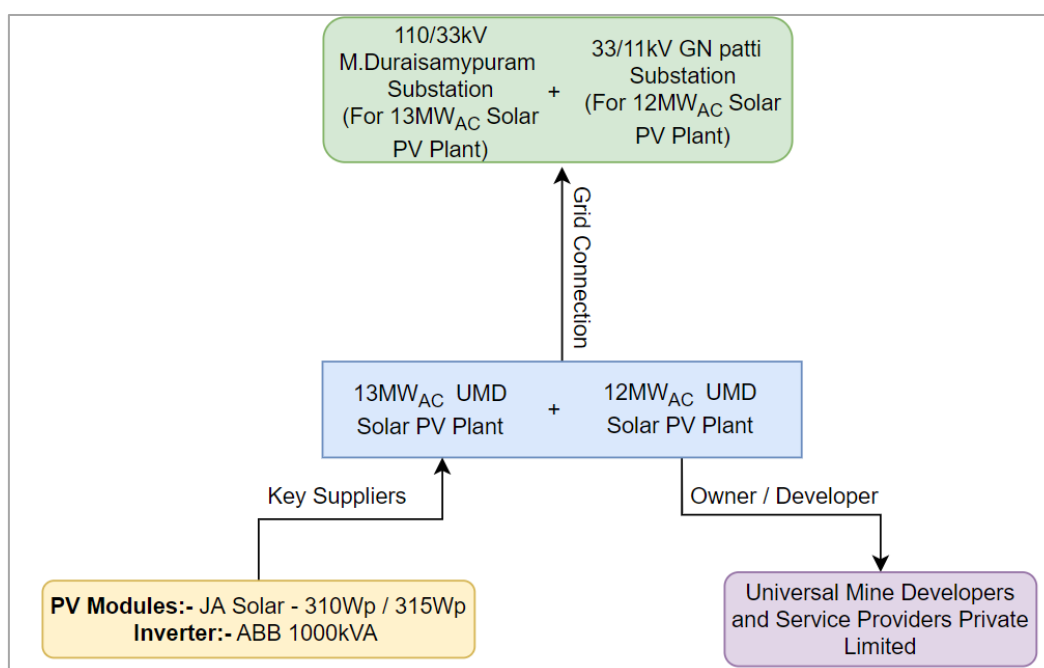 110/33kV
M.Duraisamypuram
Substation
(For 13MWAC Solar
PV Plant)
+
33/11kV GN patti
Substation
(For 12MWAC Solar
PV Plant)
Grid Connection
13MWAC UMD
Solar PV Plant
+
12MWAC UMD
Solar PV Plant
Key Suppliers
Owner / Developer
PV Modules:- JA Solar - 310Wp / 315Wp
Inverter:- ABB 1000kVA
Universal Mine Developers
and Service Providers Private
Limited